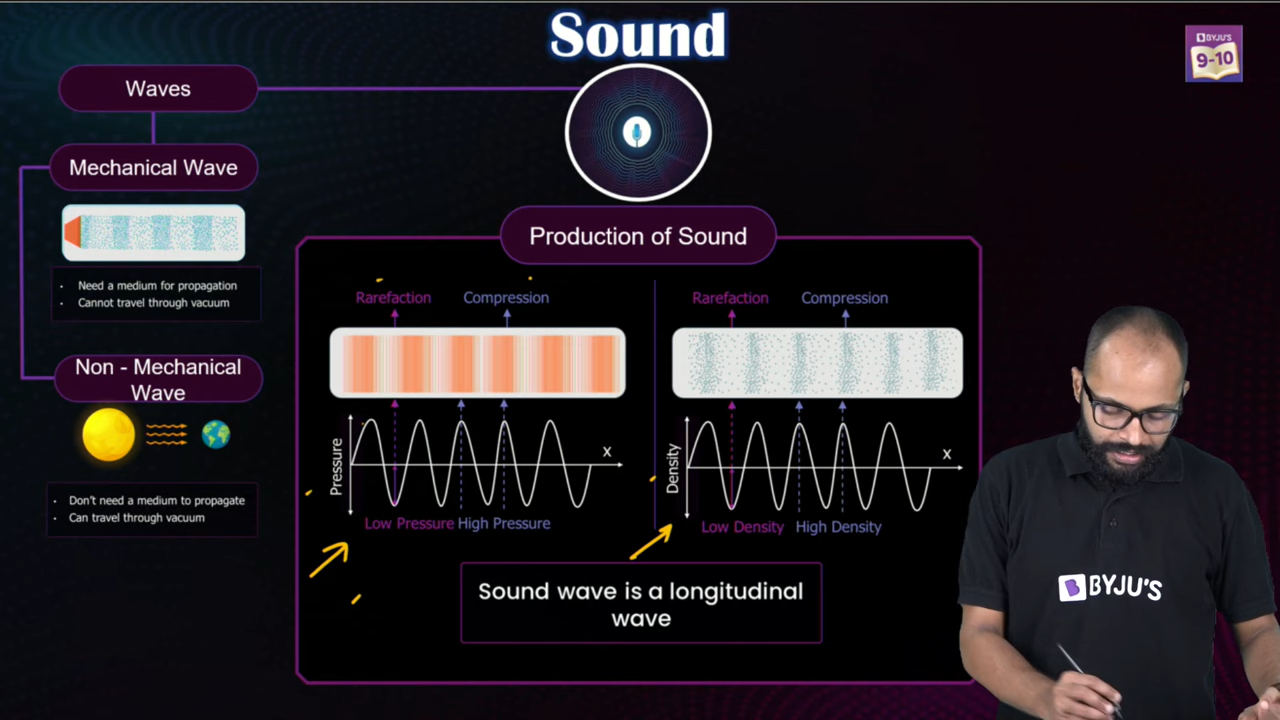 Sound
BYJU'S
9-10
Waves
Mechanical Wave
• Need a medium for propagation
• Cannot travel through vacuum
Non - Mechanical
Wave
• Don't need a medium to propagate
• Can travel through vacuum
Production of Sound
Rarefaction Compression
Pressure
x
Low Pressure High Pressure
Rarefaction Compression
Density
x
Low Density High Density
Sound wave is a longitudinal
wave
BYJU'S